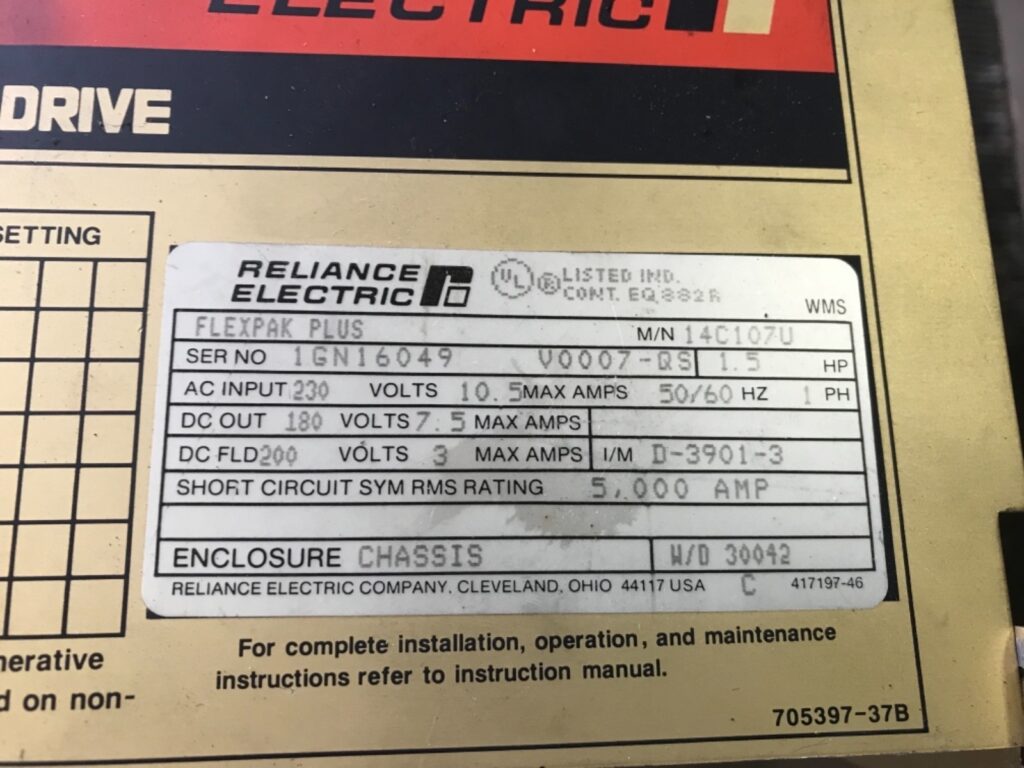 ELECTRIC
DRIVE
SETTING
RELIANCE
ELECTRIC
UL ® LISTED IND.
CONT. EQ 882R
WMS
FLEXPAK PLUS M/N 14C107U
SER NO 1GN16049 V0007-QS 1.5 HP
AC INPUT 230 VOLTS 10.5 MAX AMPS 50/60 HZ 1 PH
DC OUT 180 VOLTS 7.5 MAX AMPS
DC FLD 200 VOLTS 3 MAX AMPS I/M D-3901-3
SHORT CIRCUIT SYM RMS RATING 5,000 AMP
ENCLOSURE CHASSIS W/D 30042
RELIANCE ELECTRIC COMPANY, CLEVELAND, OHIO 44117 USA C 417197-46
nerative
d on non-
For complete installation, operation, and maintenance
instructions refer to instruction manual.
705397-37B